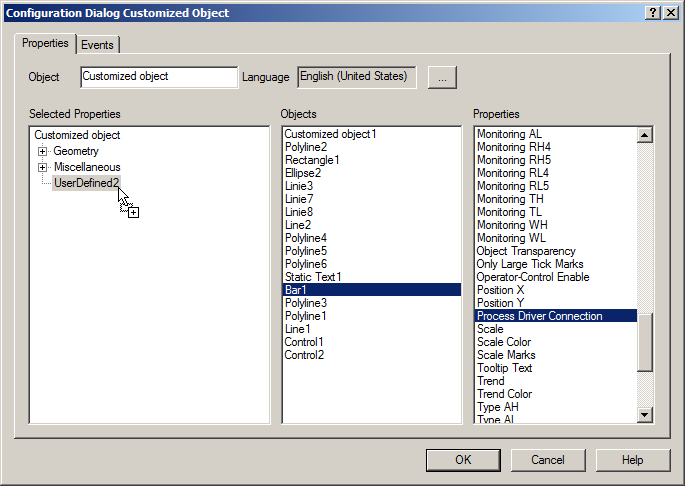 Configuration Dialog Customized Object
Properties
Events
Object
Customized object
Language
English (United States)
...
Selected Properties
Objects
Properties
Customized object
Geometry
Miscellaneous
UserDefined2
Customized object1
Polyline2
Rectangle1
Ellipse2
Linie3
Linie7
Linie8
Line2
Polyline4
Polyline5
Polyline6
Static Text1
Bar1
Polyline3
Polyline1
Line1
Control1
Control2
Monitoring AL
Monitoring RH4
Monitoring RH5
Monitoring RL4
Monitoring RL5
Monitoring TH
Monitoring TL
Monitoring WH
Monitoring WL
Object Transparency
Only Large Tick Marks
Operator-Control Enable
Position X
Position Y
Process Driver Connection
Scale
Scale Color
Scale Marks
Tooltip Text
Trend
Trend Color
Type AH
Type AL
OK
Cancel
Help